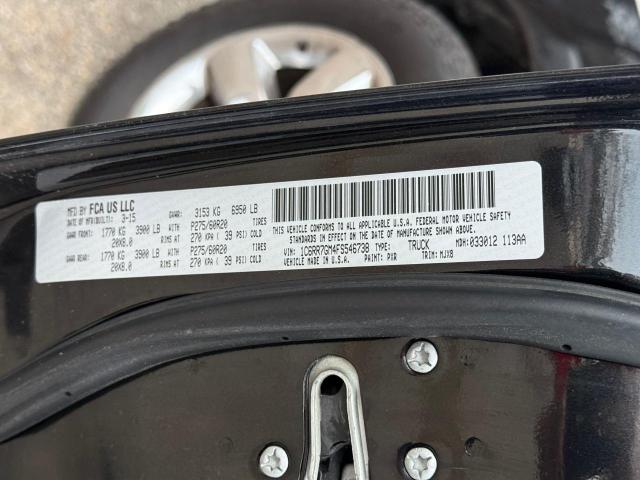 MFD BY FCA US LLC
DATE OF MFR(BUILT): 3-15 GVWR: 3153 KG 6950 LB
GAWR FRONT: 1770 KG 3900 LB WITH P275/60R20 TIRES
20X8.0 RIMS AT 270 KPA ( 39 PSI) COLD
GAWR REAR: 1770 KG 3900 LB WITH P275/60R20 TIRES
20X8.0 RIMS AT 270 KPA ( 39 PSI) COLD
THIS VEHICLE CONFORMS TO ALL APPLICABLE U.S.A. FEDERAL MOTOR VEHICLE SAFETY
STANDARDS IN EFFECT ON THE DATE OF MANUFACTURE SHOWN ABOVE.
VIN: 1C6RR7GM4FS546738 TYPE: TRUCK MDH: 033012 113AA
VEHICLE MADE IN U.S.A. PAINT: PXR TRIM: MJX8